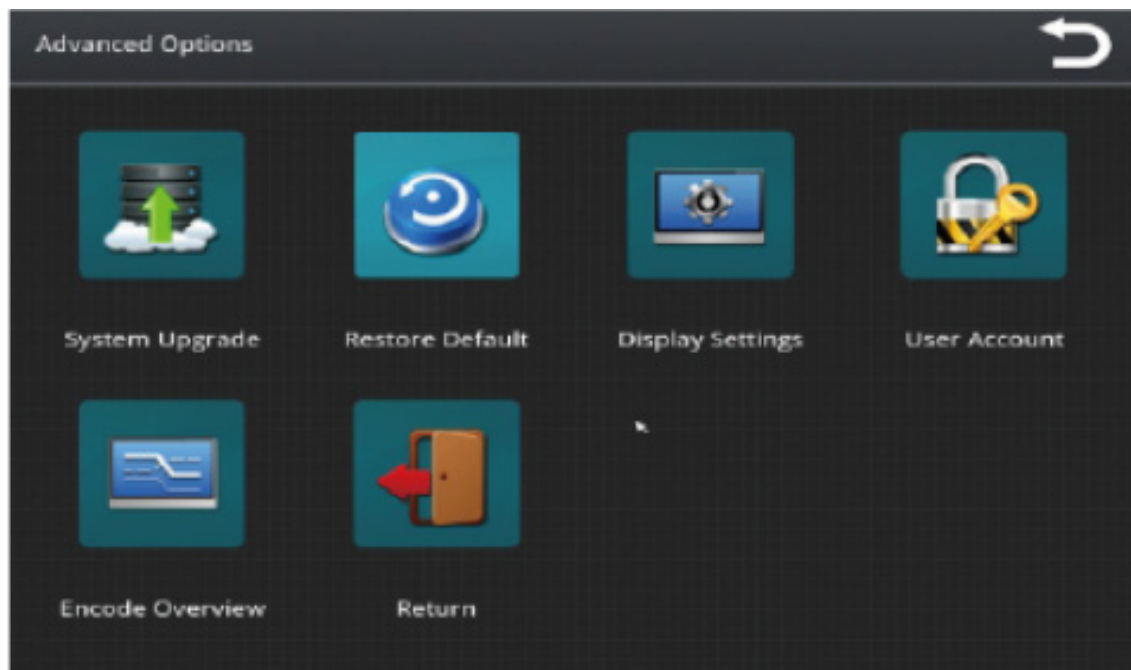 Advanced Options
System Upgrade
Restore Default
Display Settings
User Account
Encode Overview
Return